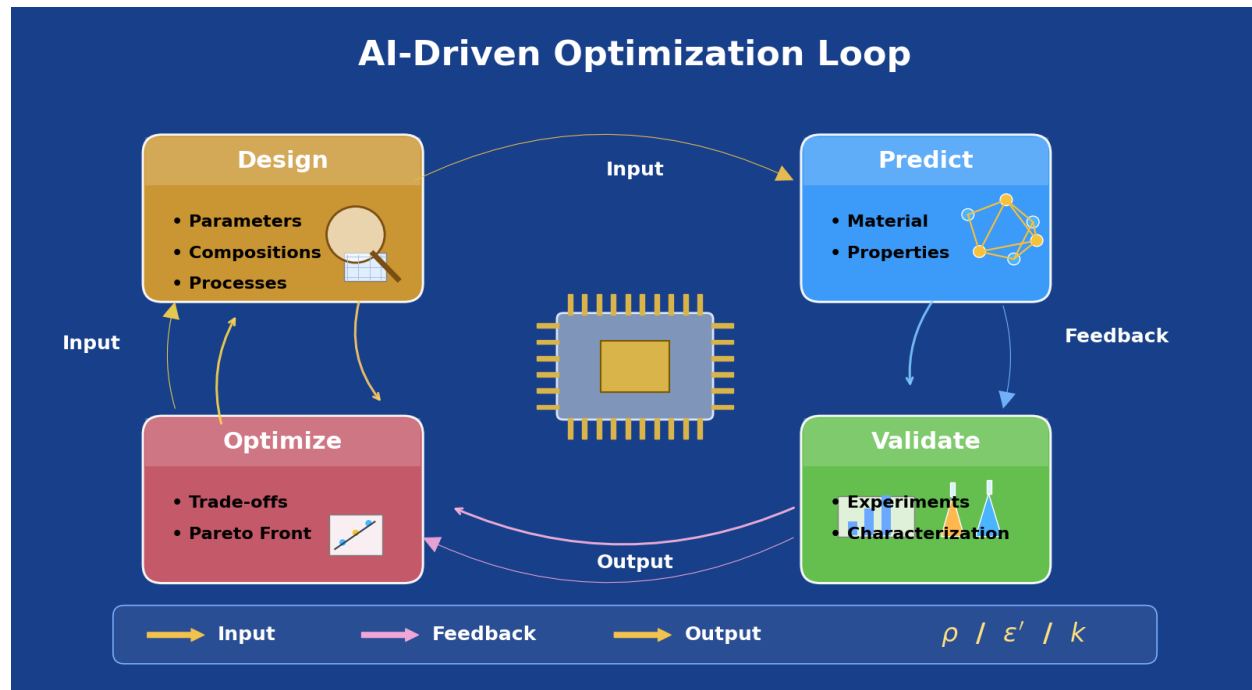 AI-Driven Optimization Loop
Design
• Parameters
• Compositions
• Processes
Input
Predict
• Material
• Properties
Input
Feedback
Optimize
• Trade-offs
• Pareto Front
Validate
• Experiments
• Characterization
Output
Input
Feedback
Output
ρ / ε′ / k